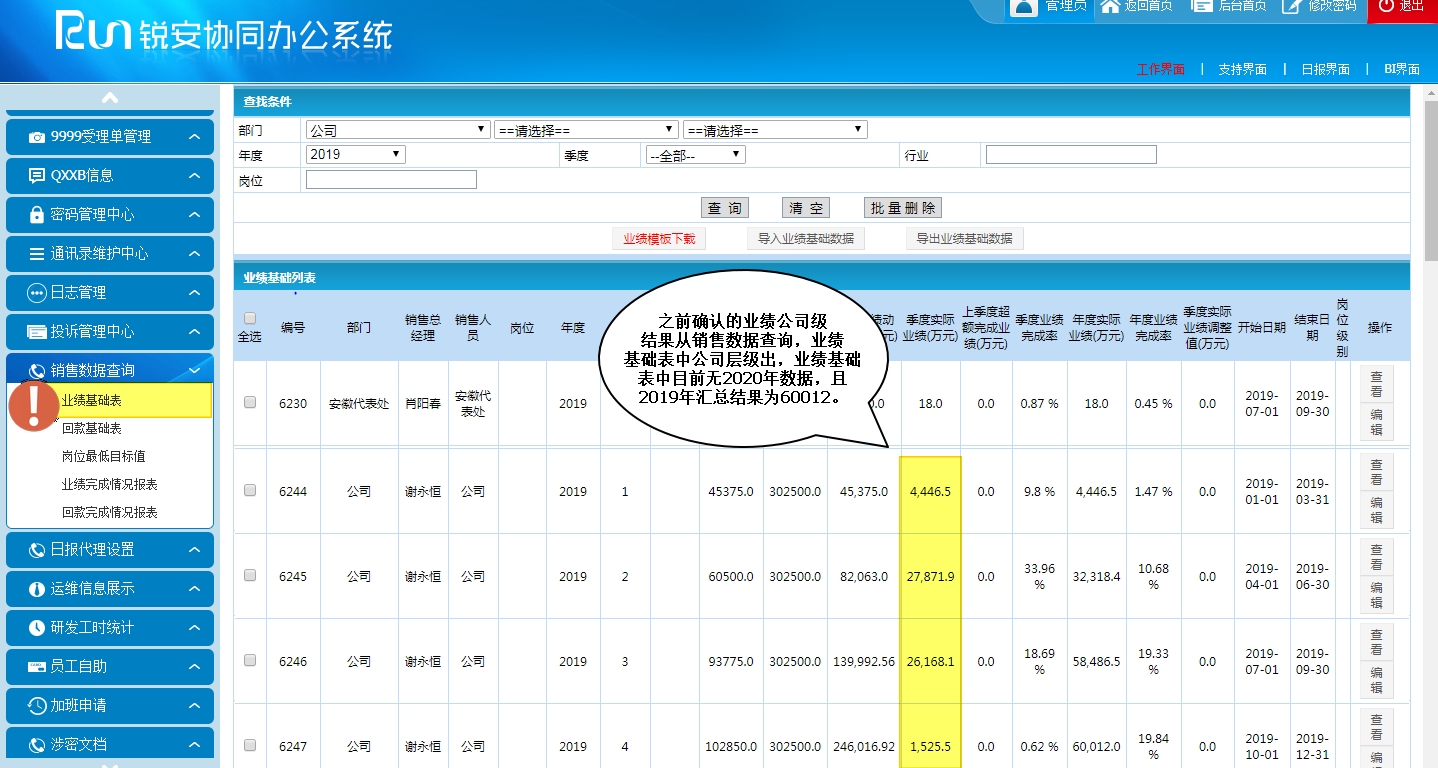 管理员 返回首页 后台首页 修改密码 退出
Run 锐安协同办公系统
工作界面 | 支持界面 | 日报界面 | BI界面
9999受理单管理
QXXB信息
密码管理中心
通讯录维护中心
日志管理
投诉管理中心
销售数据查询
业绩基础表
回款基础表
岗位最低目标值
业绩完成情况报表
回款完成情况报表
日报代理设置
运维信息展示
研发工时统计
员工自助
加班申请
涉密文档
查找条件
部门 公司 ==请选择== ==请选择==
年度 2019 季度 --全部-- 行业
岗位
查 询 清 空 批 量 删 除
业绩模板下载 导入业绩基础数据 导出业绩基础数据
业绩基础列表
之前确认的业绩公司级
结果从销售数据查询，业绩
基础表中公司层级出，业绩基础
表中目前无2020年数据，且
2019年汇总结果为60012。
全选 编号 部门 销售总经理 销售人员 岗位 年度 季度实际业绩(万元) 上季度超额完成业绩(万元) 季度业绩完成率 年度实际业绩(万元) 年度业绩完成率 季度实际业绩调整值(万元) 开始日期 结束日期 岗位级别 操作
6230 安徽代表处 肖阳春 安徽代表处 2019 18.0 0.0 0.87 % 18.0 0.45 % 0.0 2019-07-01 2019-09-30 查看 编辑
6244 公司 谢永恒 公司 2019 1 45375.0 302500.0 45,375.0 4,446.5 0.0 9.8 % 4,446.5 1.47 % 0.0 2019-01-01 2019-03-31 查看 编辑
6245 公司 谢永恒 公司 2019 2 60500.0 302500.0 82,063.0 27,871.9 0.0 33.96 % 32,318.4 10.68 % 0.0 2019-04-01 2019-06-30 查看 编辑
6246 公司 谢永恒 公司 2019 3 93775.0 302500.0 139,992.56 26,168.1 0.0 18.69 % 58,486.5 19.33 % 0.0 2019-07-01 2019-09-30 查看 编辑
6247 公司 谢永恒 公司 2019 4 102850.0 302500.0 246,016.92 1,525.5 0.0 0.62 % 60,012.0 19.84 % 0.0 2019-10-01 2019-12-31 查看 编